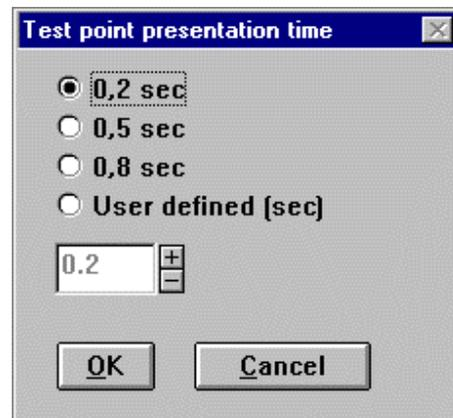 Test point presentation time
0,2 sec
0,5 sec
0,8 sec
User defined (sec)
0.2
OK Cancel